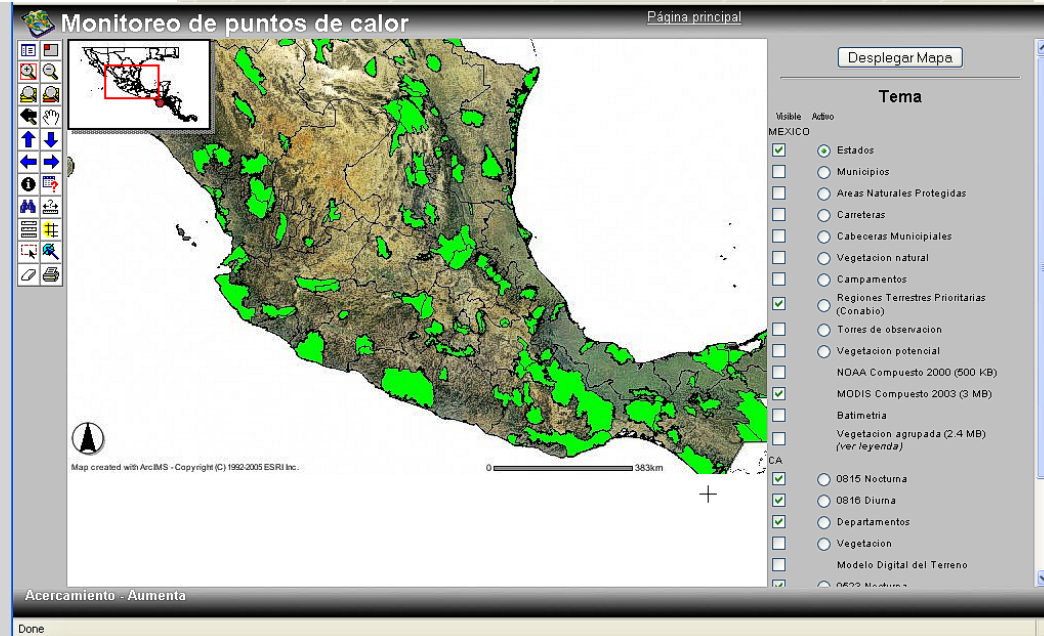 Monitoreo de puntos de calor
Página principal
Desplegar Mapa
Tema
Visible Activo
MEXICO
Estados
Municipios
Areas Naturales Protegidas
Carreteras
Cabeceras Municipiales
Vegetacion natural
Campamentos
Regiones Terrestres Prioritarias
(Conabio)
Torres de observacion
Vegetacion potencial
NOAA Compuesto 2000 (500 KB)
MODIS Compuesto 2003 (3 MB)
Batimetria
Vegetacion agrupada (2.4 MB)
(ver leyenda)
CA
0815 Nocturna
0816 Diurna
Departamentos
Vegetacion
Modelo Digital del Terreno
0523 Nocturna
Map created with ArcIMS - Copyright (C) 1992-2005 ESRI Inc.
0 383km
Acercamiento - Aumenta
Done